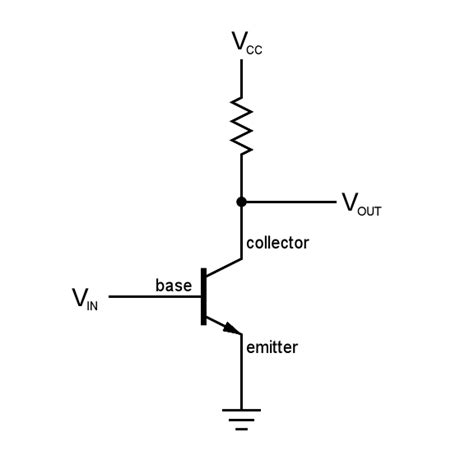 VCC
VOUT
collector
base
VIN
emitter